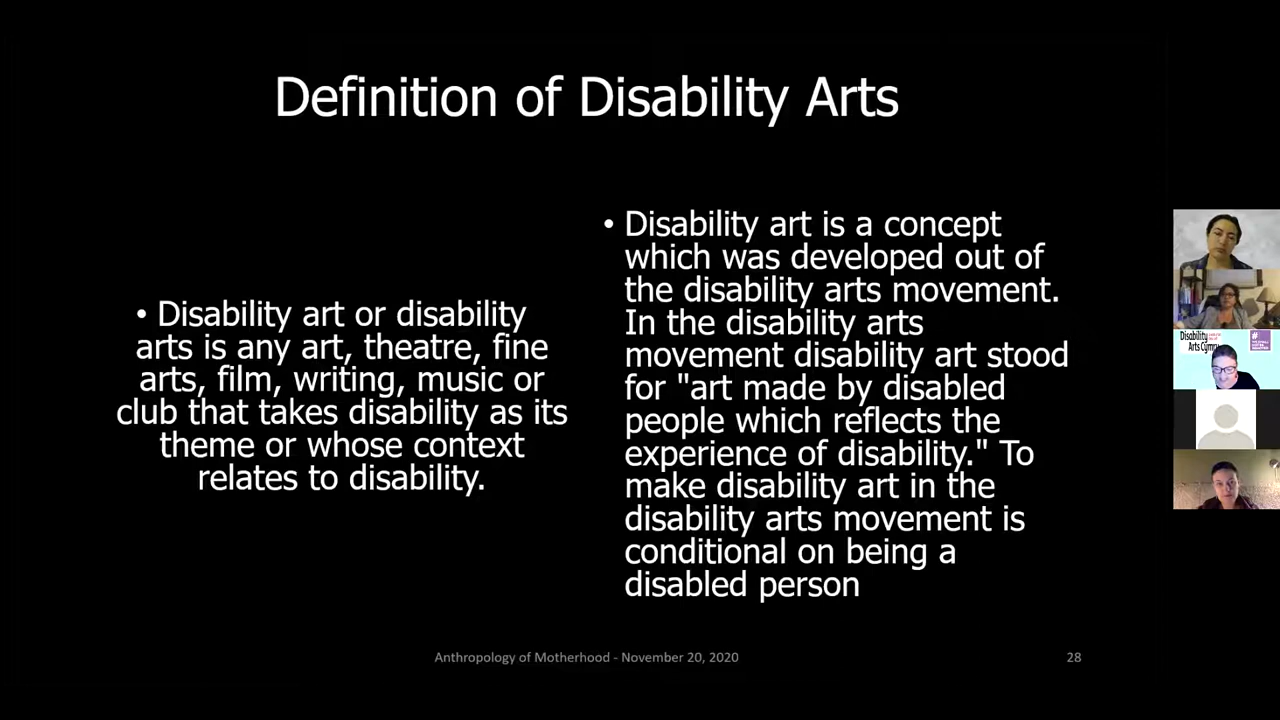 Definition of Disability Arts
• Disability art or disability
arts is any art, theatre, fine
arts, film, writing, music or
club that takes disability as its
theme or whose context
relates to disability.
• Disability art is a concept
which was developed out of
the disability arts movement.
In the disability arts
movement disability art stood
for "art made by disabled
people which reflects the
experience of disability." To
make disability art in the
disability arts movement is
conditional on being a
disabled person
Disability
Arts
Anthropology of Motherhood - November 20, 2020
28